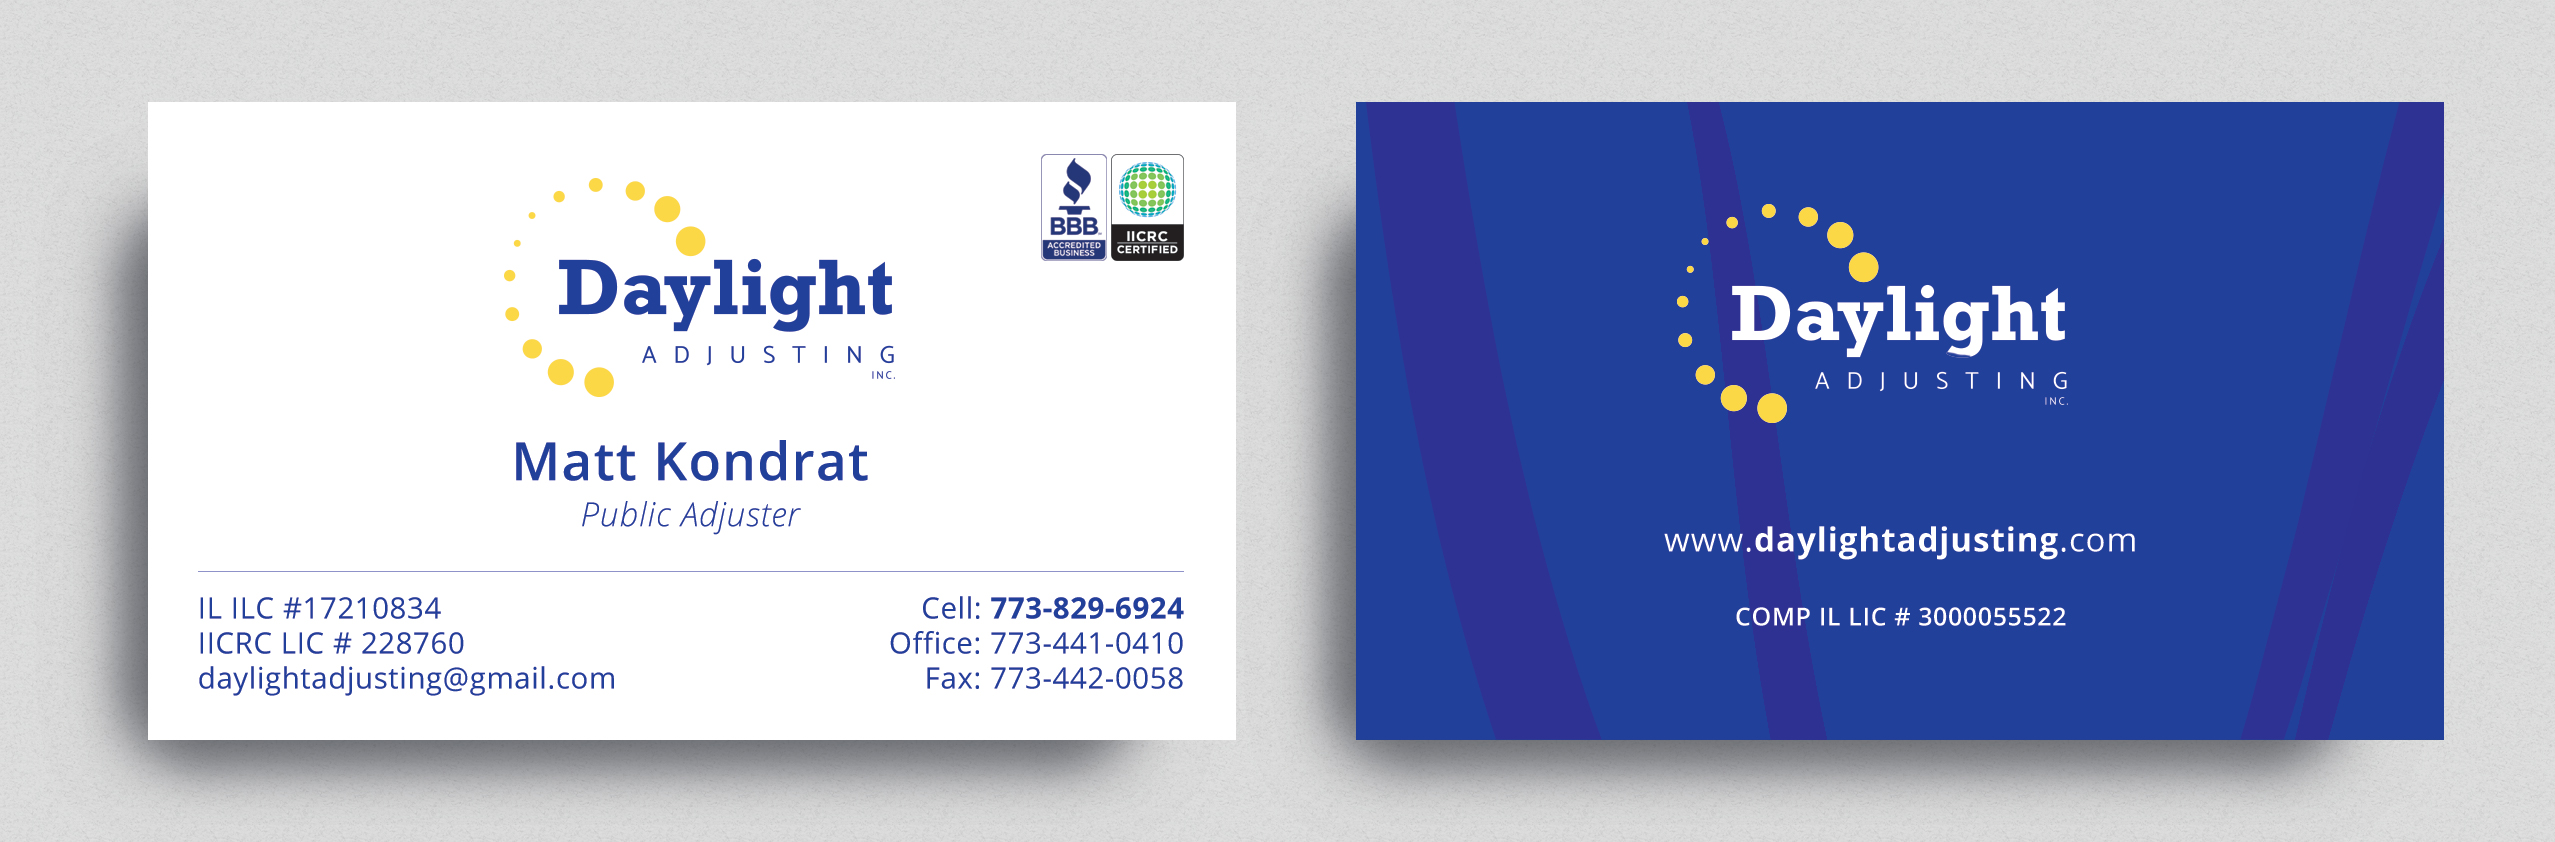 BBB
ACCREDITED
BUSINESS
IICRC
CERTIFIED
Daylight
ADJUSTING
INC.
Matt Kondrat
Public Adjuster
IL ILC #17210834
IICRC LIC # 228760
daylightadjusting@gmail.com
Cell: 773-829-6924
Office: 773-441-0410
Fax: 773-442-0058
Daylight
ADJUSTING
INC.
www.daylightadjusting.com
COMP IL LIC # 3000055522